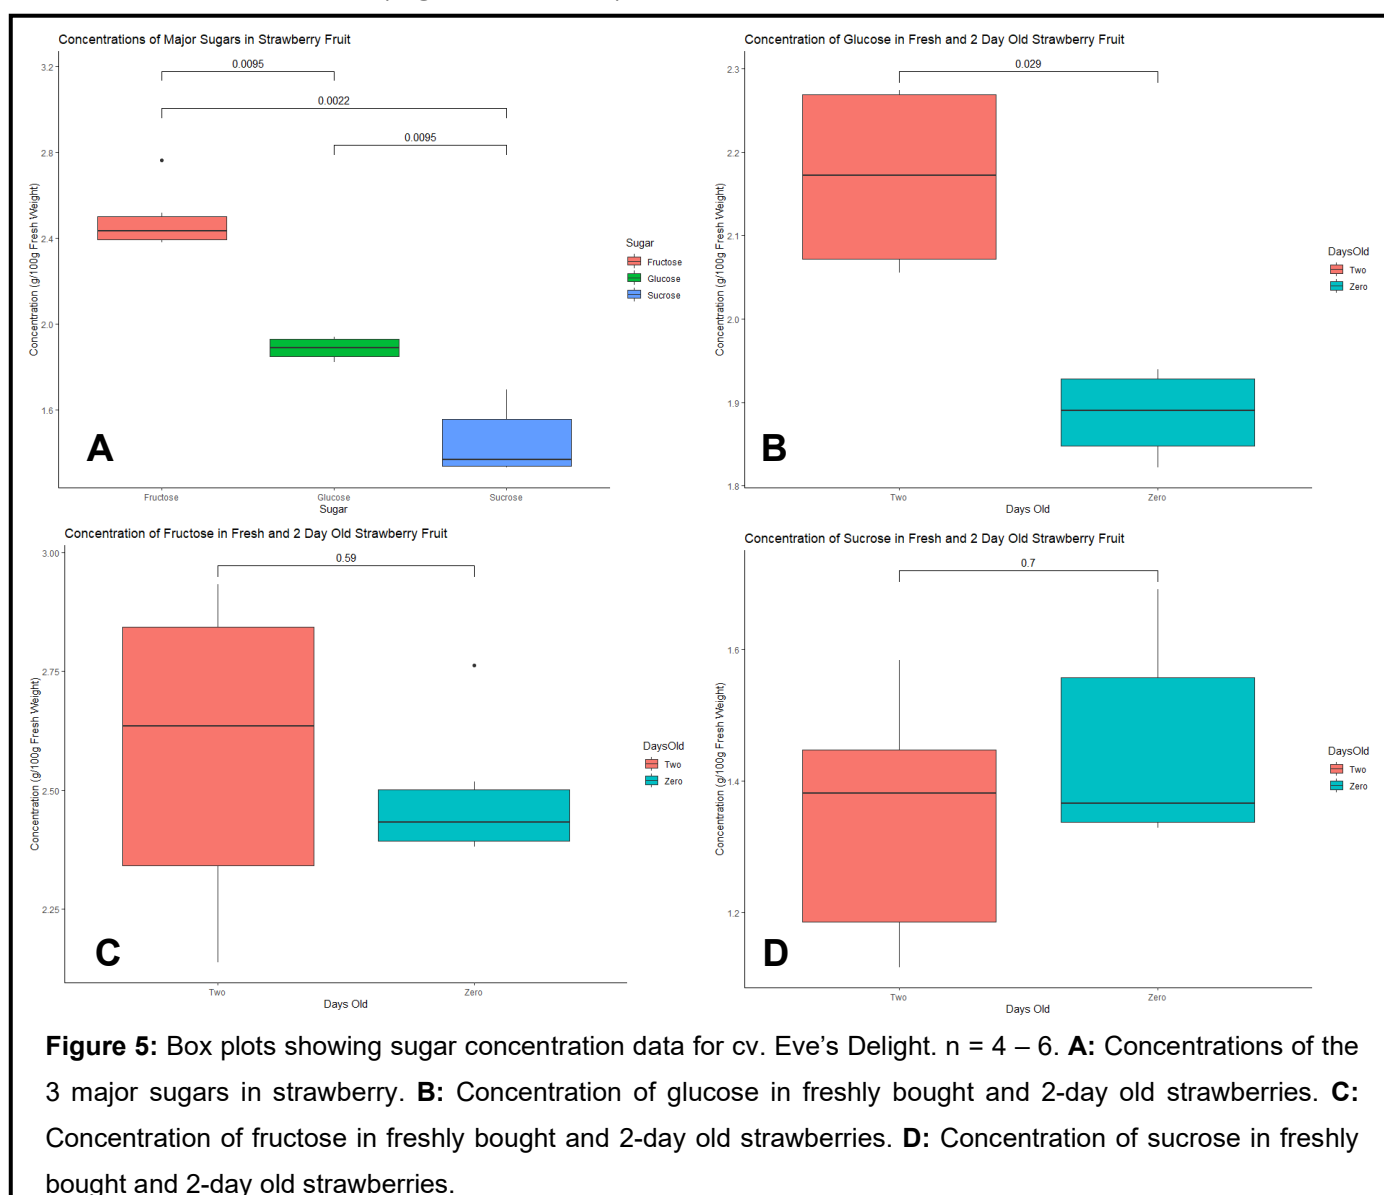 Concentrations of Major Sugars in Strawberry Fruit
3.2
2.8
2.4
2.0
1.6
Concentration (g/100g Fresh Weight)
0.0095
0.0022
0.0095
Sugar
Fructose
Glucose
Sucrose
A
Fructose
Glucose
Sucrose
Sugar
Concentration of Glucose in Fresh and 2 Day Old Strawberry Fruit
2.3
2.2
2.1
2.0
1.9
1.8
Concentration (g/100g Fresh Weight)
0.029
DaysOld
Two
Zero
B
Two
Zero
Days Old
Concentration of Fructose in Fresh and 2 Day Old Strawberry Fruit
3.00
2.75
2.50
2.25
Concentration (g/100g Fresh Weight)
0.59
DaysOld
Two
Zero
C
Two
Zero
Days Old
Concentration of Sucrose in Fresh and 2 Day Old Strawberry Fruit
1.6
1.4
1.2
Concentration (g/100g Fresh Weight)
0.7
DaysOld
Two
Zero
D
Two
Zero
Days Old
Figure 5: Box plots showing sugar concentration data for cv. Eve's Delight. n = 4 – 6. A: Concentrations of the
3 major sugars in strawberry. B: Concentration of glucose in freshly bought and 2-day old strawberries. C:
Concentration of fructose in freshly bought and 2-day old strawberries. D: Concentration of sucrose in freshly
bought and 2-day old strawberries.